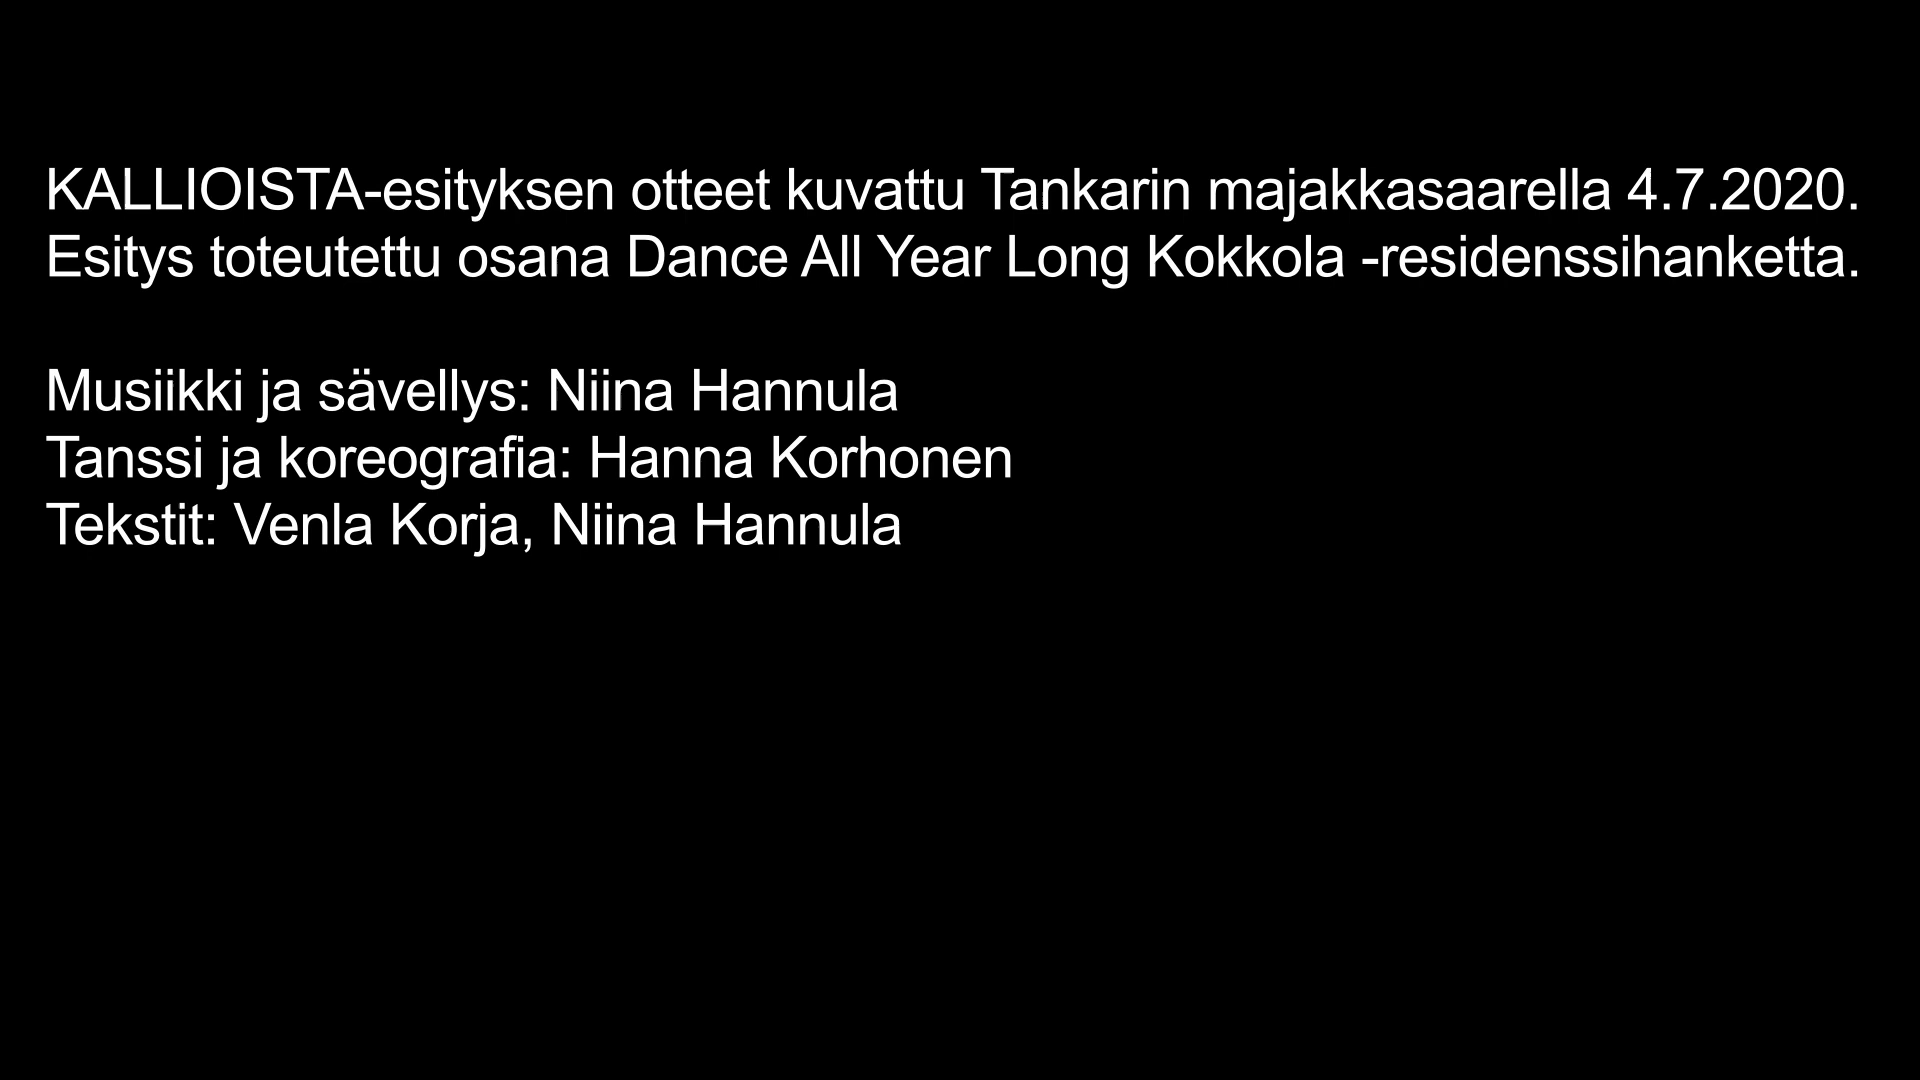 KALLIOISTA-esityksen otteet kuvattu Tankarin majakkasaarella 4.7.2020.
Esitys toteutettu osana Dance All Year Long Kokkola -residenssihanketta.
Musiikki ja sävellys: Niina Hannula
Tanssi ja koreografia: Hanna Korhonen
Tekstit: Venla Korja, Niina Hannula